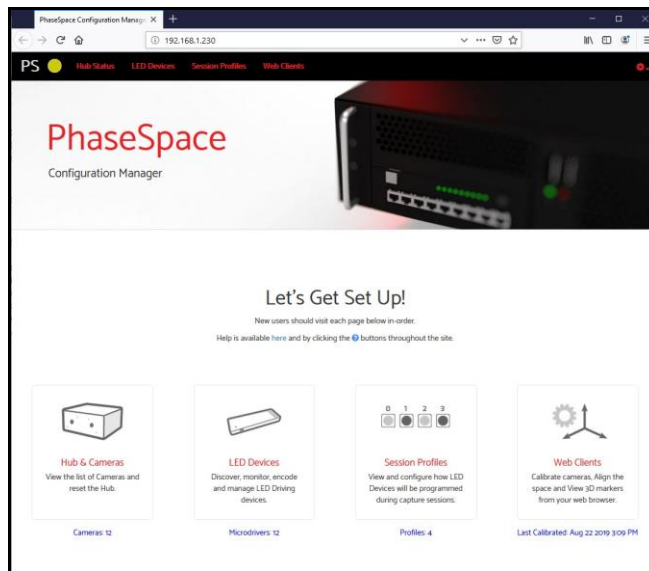 PhaseSpace Configuration Manag
192.168.1.230
PS Hub Status LED Devices Session Profiles Web Clients
PhaseSpace
Configuration Manager
Let's Get Set Up!
New users should visit each page below in-order.
Help is available here and by clicking the ? buttons throughout the site.
0 1 2 3
Hub & Cameras
View the list of Cameras and
reset the Hub.
Cameras: 12
LED Devices
Discover, monitor, encode
and manage LED Driving
devices.
Microdrivers: 12
Session Profiles
View and configure how LED
Devices will be programmed
during capture sessions.
Profiles: 4
Web Clients
Calibrate cameras, Align the
space and View 3D markers
from your web browser.
Last Calibrated: Aug 22 2019 3:09 PM